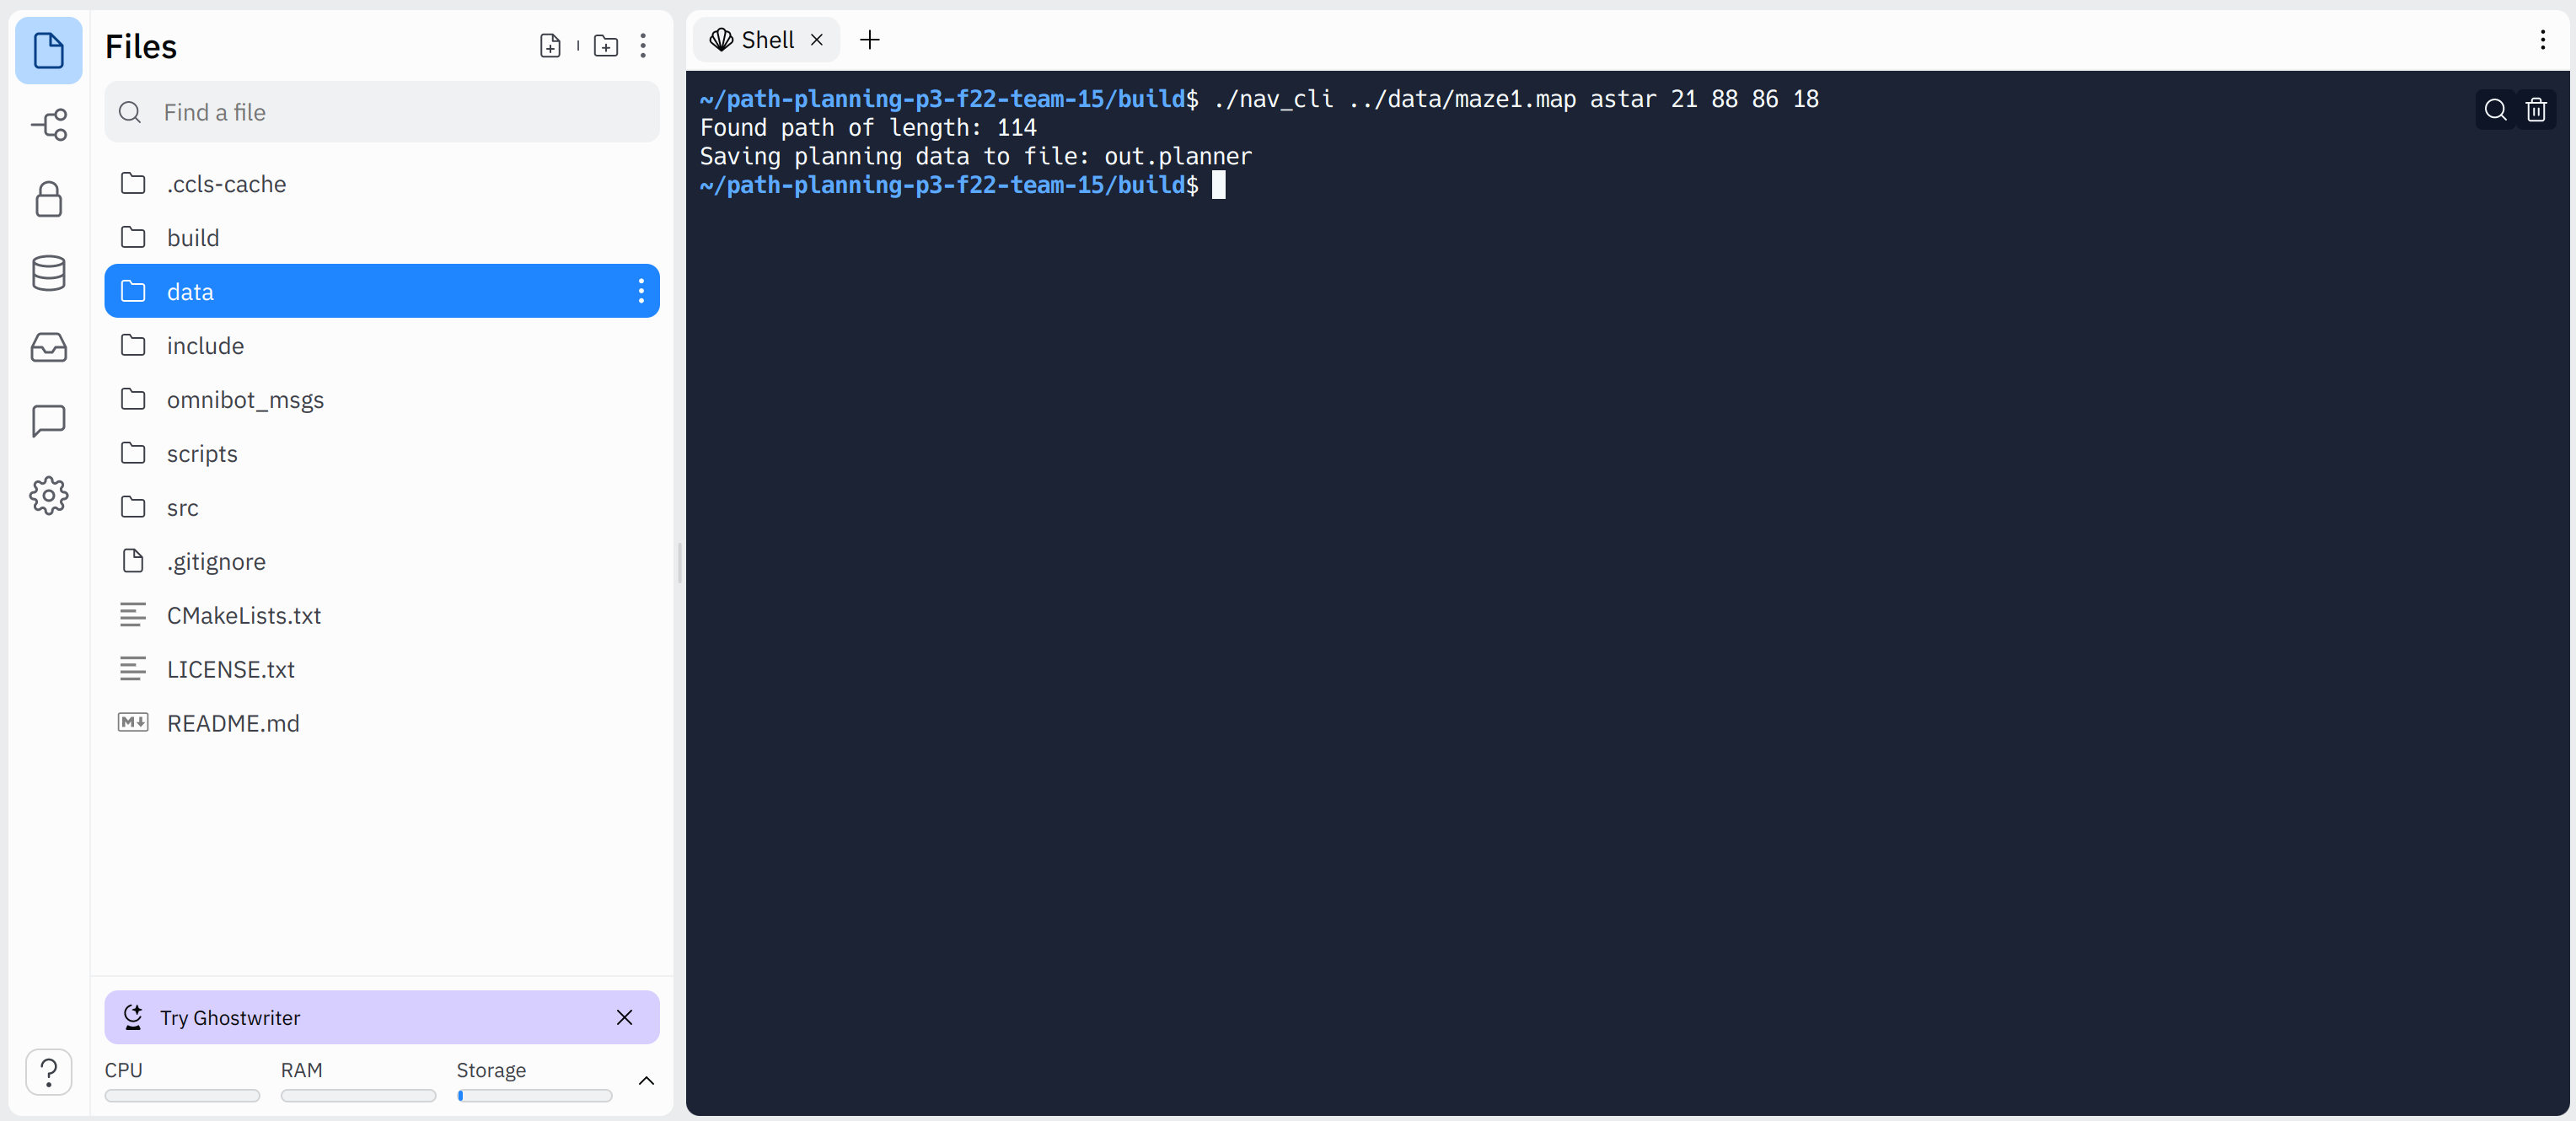 Files
Find a file
.ccls-cache
build
data
include
omnibot_msgs
scripts
src
.gitignore
CMakeLists.txt
LICENSE.txt
M↓ README.md
Try Ghostwriter
CPU RAM Storage
?
Shell
~/path-planning-p3-f22-team-15/build$ ./nav_cli ../data/maze1.map astar 21 88 86 18
Found path of length: 114
Saving planning data to file: out.planner
~/path-planning-p3-f22-team-15/build$